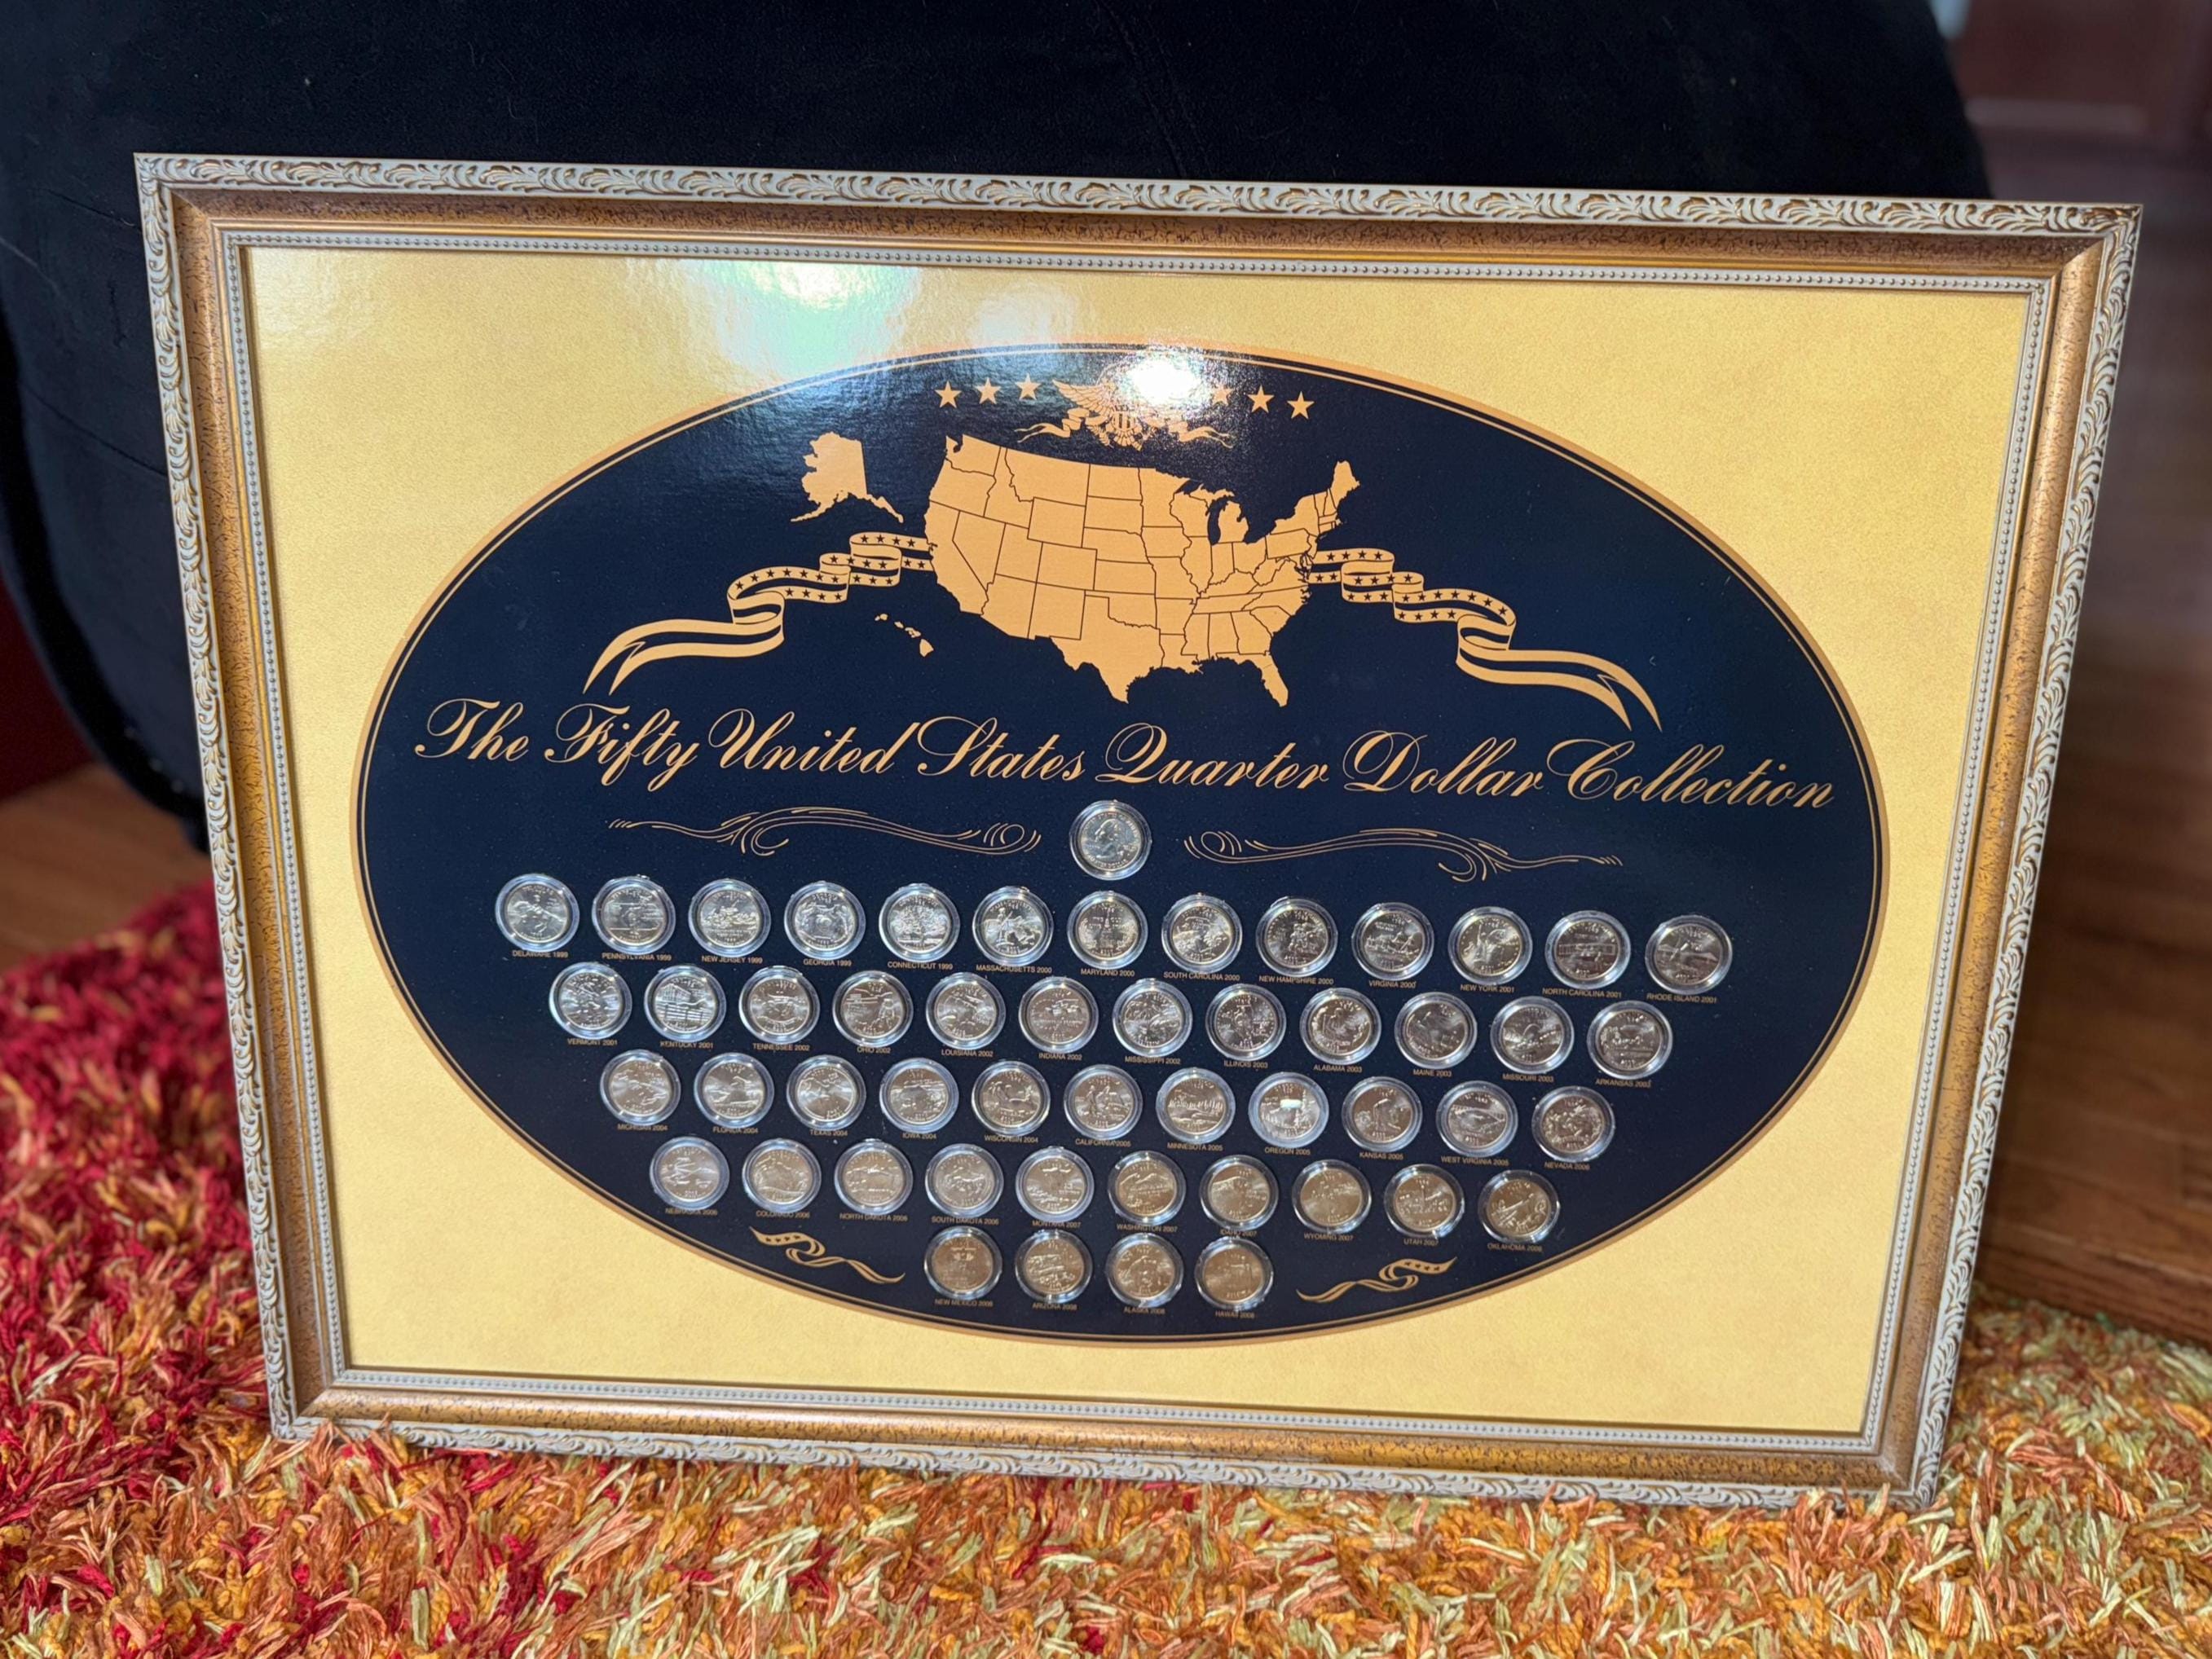 The Fifty United States Quarter Dollar Collection
DELAWARE 1999 PENNSYLVANIA 1999 NEW JERSEY 1999 GEORGIA 1999 CONNECTICUT 1999 MASSACHUSETTS 2000 MARYLAND 2000 SOUTH CAROLINA 2000 NEW HAMPSHIRE 2000 VIRGINIA 2000 NEW YORK 2001 NORTH CAROLINA 2001 RHODE ISLAND 2001
VERMONT 2001 KENTUCKY 2001 TENNESSEE 2002 OHIO 2002 LOUISIANA 2002 INDIANA 2002 MISSISSIPPI 2002 ILLINOIS 2003 ALABAMA 2003 MAINE 2003 MISSOURI 2003 ARKANSAS 2003
MICHIGAN 2004 FLORIDA 2004 TEXAS 2004 IOWA 2004 WISCONSIN 2004 CALIFORNIA 2005 MINNESOTA 2005 OREGON 2005 KANSAS 2005 WEST VIRGINIA 2005 NEVADA 2006
NEBRASKA 2006 COLORADO 2006 NORTH DAKOTA 2006 SOUTH DAKOTA 2006 MONTANA 2007 WASHINGTON 2007 IDAHO 2007 WYOMING 2007 UTAH 2007 OKLAHOMA 2008
NEW MEXICO 2008 ARIZONA 2008 ALASKA 2008 HAWAII 2008